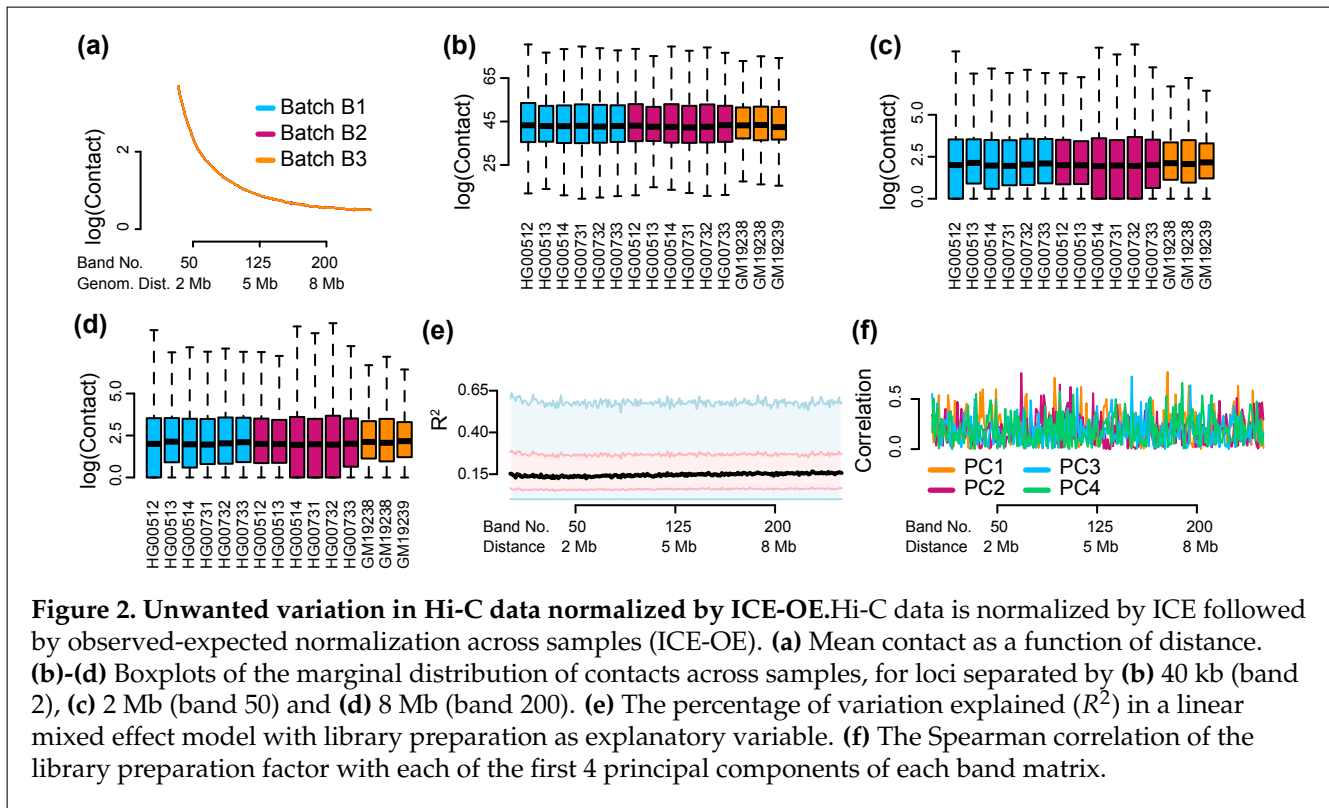 (a)
log(Contact)
2
0
Batch B1
Batch B2
Batch B3
Band No. 50 125 200
Genom. Dist. 2 Mb 5 Mb 8 Mb
(b)
log(Contact)
65
45
25
HG00512
HG00513
HG00514
HG00731
HG00732
HG00733
HG00512
HG00513
HG00514
HG00731
HG00732
HG00733
GM19238
GM19238
GM19239
(c)
log(Contact)
5.0
2.5
0.0
HG00512
HG00513
HG00514
HG00731
HG00732
HG00733
HG00512
HG00513
HG00514
HG00731
HG00732
HG00733
GM19238
GM19238
GM19239
(d)
log(Contact)
5.0
2.5
0.0
HG00512
HG00513
HG00514
HG00731
HG00732
HG00733
HG00512
HG00513
HG00514
HG00731
HG00732
HG00733
GM19238
GM19238
GM19239
(e)
R²
0.65
0.40
0.15
Band No. 50 125 200
Distance 2 Mb 5 Mb 8 Mb
(f)
Correlation
0.5
0.0
PC1 PC3
PC2 PC4
Band No. 50 125 200
Distance 2 Mb 5 Mb 8 Mb
Figure 2. Unwanted variation in Hi-C data normalized by ICE-OE.Hi-C data is normalized by ICE followed
by observed-expected normalization across samples (ICE-OE). (a) Mean contact as a function of distance.
(b)-(d) Boxplots of the marginal distribution of contacts across samples, for loci separated by (b) 40 kb (band
2), (c) 2 Mb (band 50) and (d) 8 Mb (band 200). (e) The percentage of variation explained (R²) in a linear
mixed effect model with library preparation as explanatory variable. (f) The Spearman correlation of the
library preparation factor with each of the first 4 principal components of each band matrix.